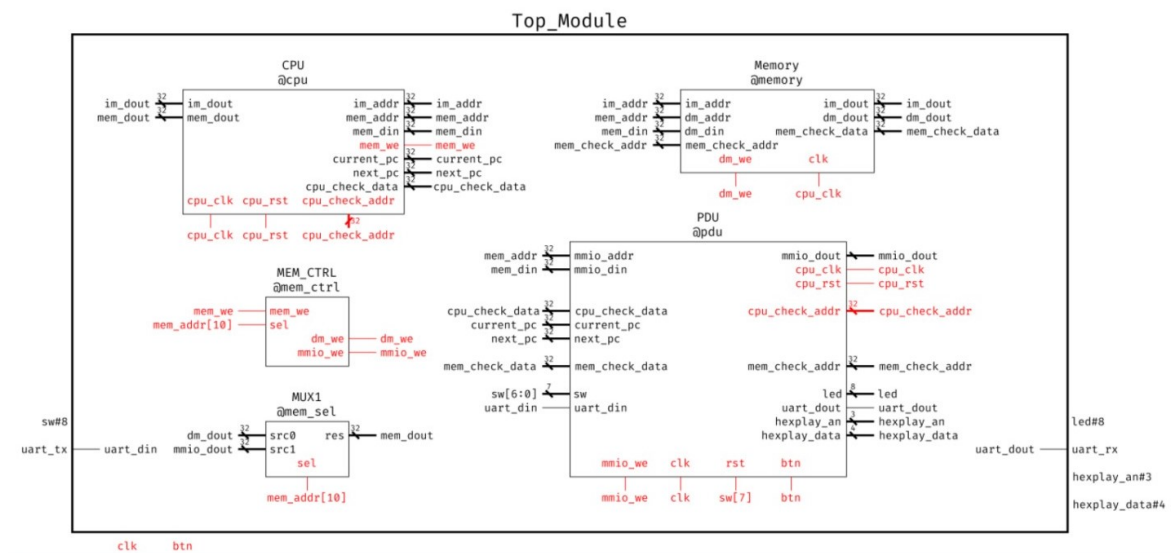 Top_Module
CPU
@cpu
im_dout 32 im_dout
mem_dout 32 mem_dout
im_addr 32 im_addr
mem_addr 32 mem_addr
mem_din 32 mem_din
mem_we mem_we
current_pc 32 current_pc
next_pc 32 next_pc
cpu_check_data 32 cpu_check_data
cpu_clk cpu_rst cpu_check_addr
32
cpu_clk cpu_rst cpu_check_addr
Memory
@memory
im_addr 32 im_addr
mem_addr 32 dm_addr
mem_din 32 dm_din
mem_check_addr 32 mem_check_addr
im_dout 32 im_dout
dm_dout 32 dm_dout
mem_check_data 32 mem_check_data
dm_we clk
dm_we cpu_clk
MEM_CTRL
@mem_ctrl
mem_we mem_we
mem_addr[10] sel
dm_we dm_we
mmio_we mmio_we
PDU
@pdu
mem_addr 32 mmio_addr
mem_din 32 mmio_din
cpu_check_data 32 cpu_check_data
current_pc 32 current_pc
next_pc 32 next_pc
mem_check_data 32 mem_check_data
sw[6:0] 7 sw
uart_din uart_din
mmio_dout mmio_dout
cpu_clk cpu_clk
cpu_rst cpu_rst
cpu_check_addr 32 cpu_check_addr
mem_check_addr 32 mem_check_addr
led 8 led
uart_dout uart_dout
hexplay_an 3 hexplay_an
hexplay_data 4 hexplay_data
mmio_we clk rst btn
mmio_we clk sw[7] btn
MUX1
@mem_sel
dm_dout 32 src0 res 32 mem_dout
mmio_dout 32 src1
sel
mem_addr[10]
sw#8
uart_tx uart_din
led#8
uart_dout uart_rx
hexplay_an#3
hexplay_data#4
clk btn